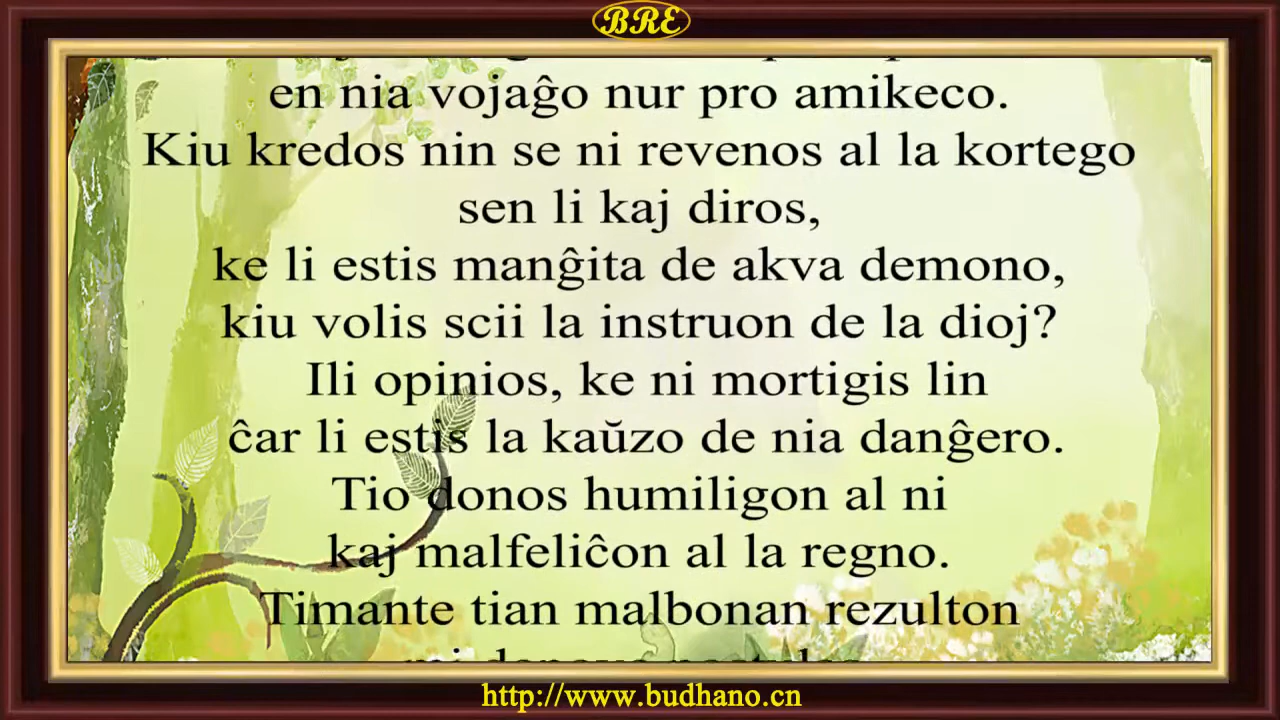 BRE
en nia vojaĝo nur pro amikeco.
Kiu kredos nin se ni revenos al la kortego
sen li kaj diros,
ke li estis manĝita de akva demono,
kiu volis scii la instruon de la dioj?
Ili opinios, ke ni mortigis lin
ĉar li estis la kaŭzo de nia danĝero.
Tio donos humiligon al ni
kaj malfeliĉon al la regno.
Timante tian malbonan rezulton
http://www.budhano.cn